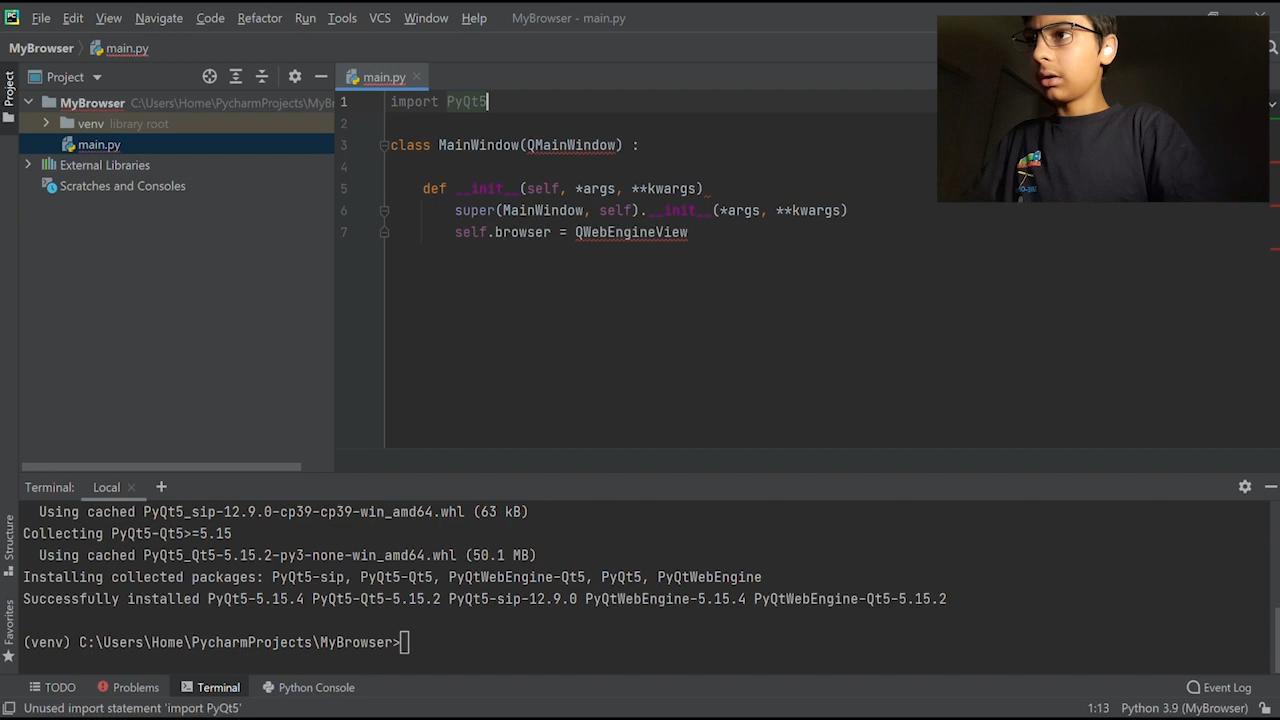 PC File Edit View Navigate Code Refactor Run Tools VCS Window Help MyBrowser - main.py
MyBrowser main.py
Project
Project
main.py
MyBrowser C:\Users\Home\PycharmProjects\MyBr
venv library root
main.py
External Libraries
Scratches and Consoles
1 import PyQt5
2
3 class MainWindow(QMainWindow) :
4
5 def __init__(self, *args, **kwargs)
6 super(MainWindow, self).__init__(*args, **kwargs)
7 self.browser = QWebEngineView
Terminal: Local +
Using cached PyQt5_sip-12.9.0-cp39-cp39-win_amd64.whl (63 kB)
Collecting PyQt5-Qt5>=5.15
Using cached PyQt5_Qt5-5.15.2-py3-none-win_amd64.whl (50.1 MB)
Installing collected packages: PyQt5-sip, PyQt5-Qt5, PyQtWebEngine-Qt5, PyQt5, PyQtWebEngine
Successfully installed PyQt5-5.15.4 PyQt5-Qt5-5.15.2 PyQt5-sip-12.9.0 PyQtWebEngine-5.15.4 PyQtWebEngine-Qt5-5.15.2
(venv) C:\Users\Home\PycharmProjects\MyBrowser>
Structure
Favorites
TODO Problems Terminal Python Console Event Log
Unused import statement 'import PyQt5' 1:13 Python 3.9 (MyBrowser)